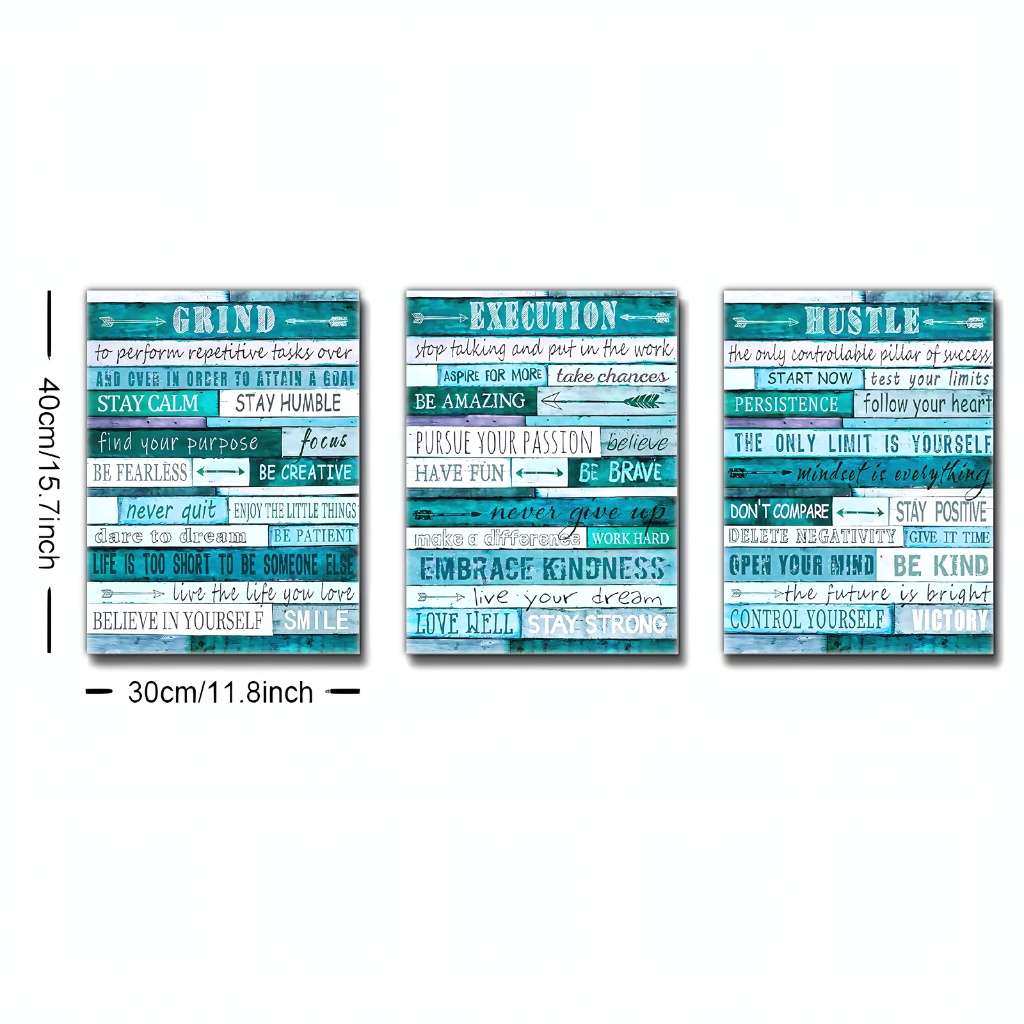 GRIND
to perform repetitive tasks over
AND OVER IN ORDER TO ATTAIN A GOAL
STAY CALM STAY HUMBLE
find your purpose focus
BE FEARLESS BE CREATIVE
never quit ENJOY THE LITTLE THINGS
dare to dream BE PATIENT
LIFE IS TOO SHORT TO BE SOMEONE ELSE
live the life you love
BELIEVE IN YOURSELF SMILE
EXECUTION
stop talking and put in the work
ASPIRE FOR MORE take chances
BE AMAZING
PURSUE YOUR PASSION believe
HAVE FUN BE BRAVE
never give up
make a difference WORK HARD
EMBRACE KINDNESS
live your dream
LOVE WELL STAY STRONG
HUSTLE
the only controllable pillar of success
START NOW test your limits
PERSISTENCE follow your heart
THE ONLY LIMIT IS YOURSELF
mindset is everything
DON'T COMPARE STAY POSITIVE
DELETE NEGATIVITY GIVE IT TIME
OPEN YOUR MIND BE KIND
the future is bright
CONTROL YOURSELF VICTORY
40cm/15.7inch
30cm/11.8inch